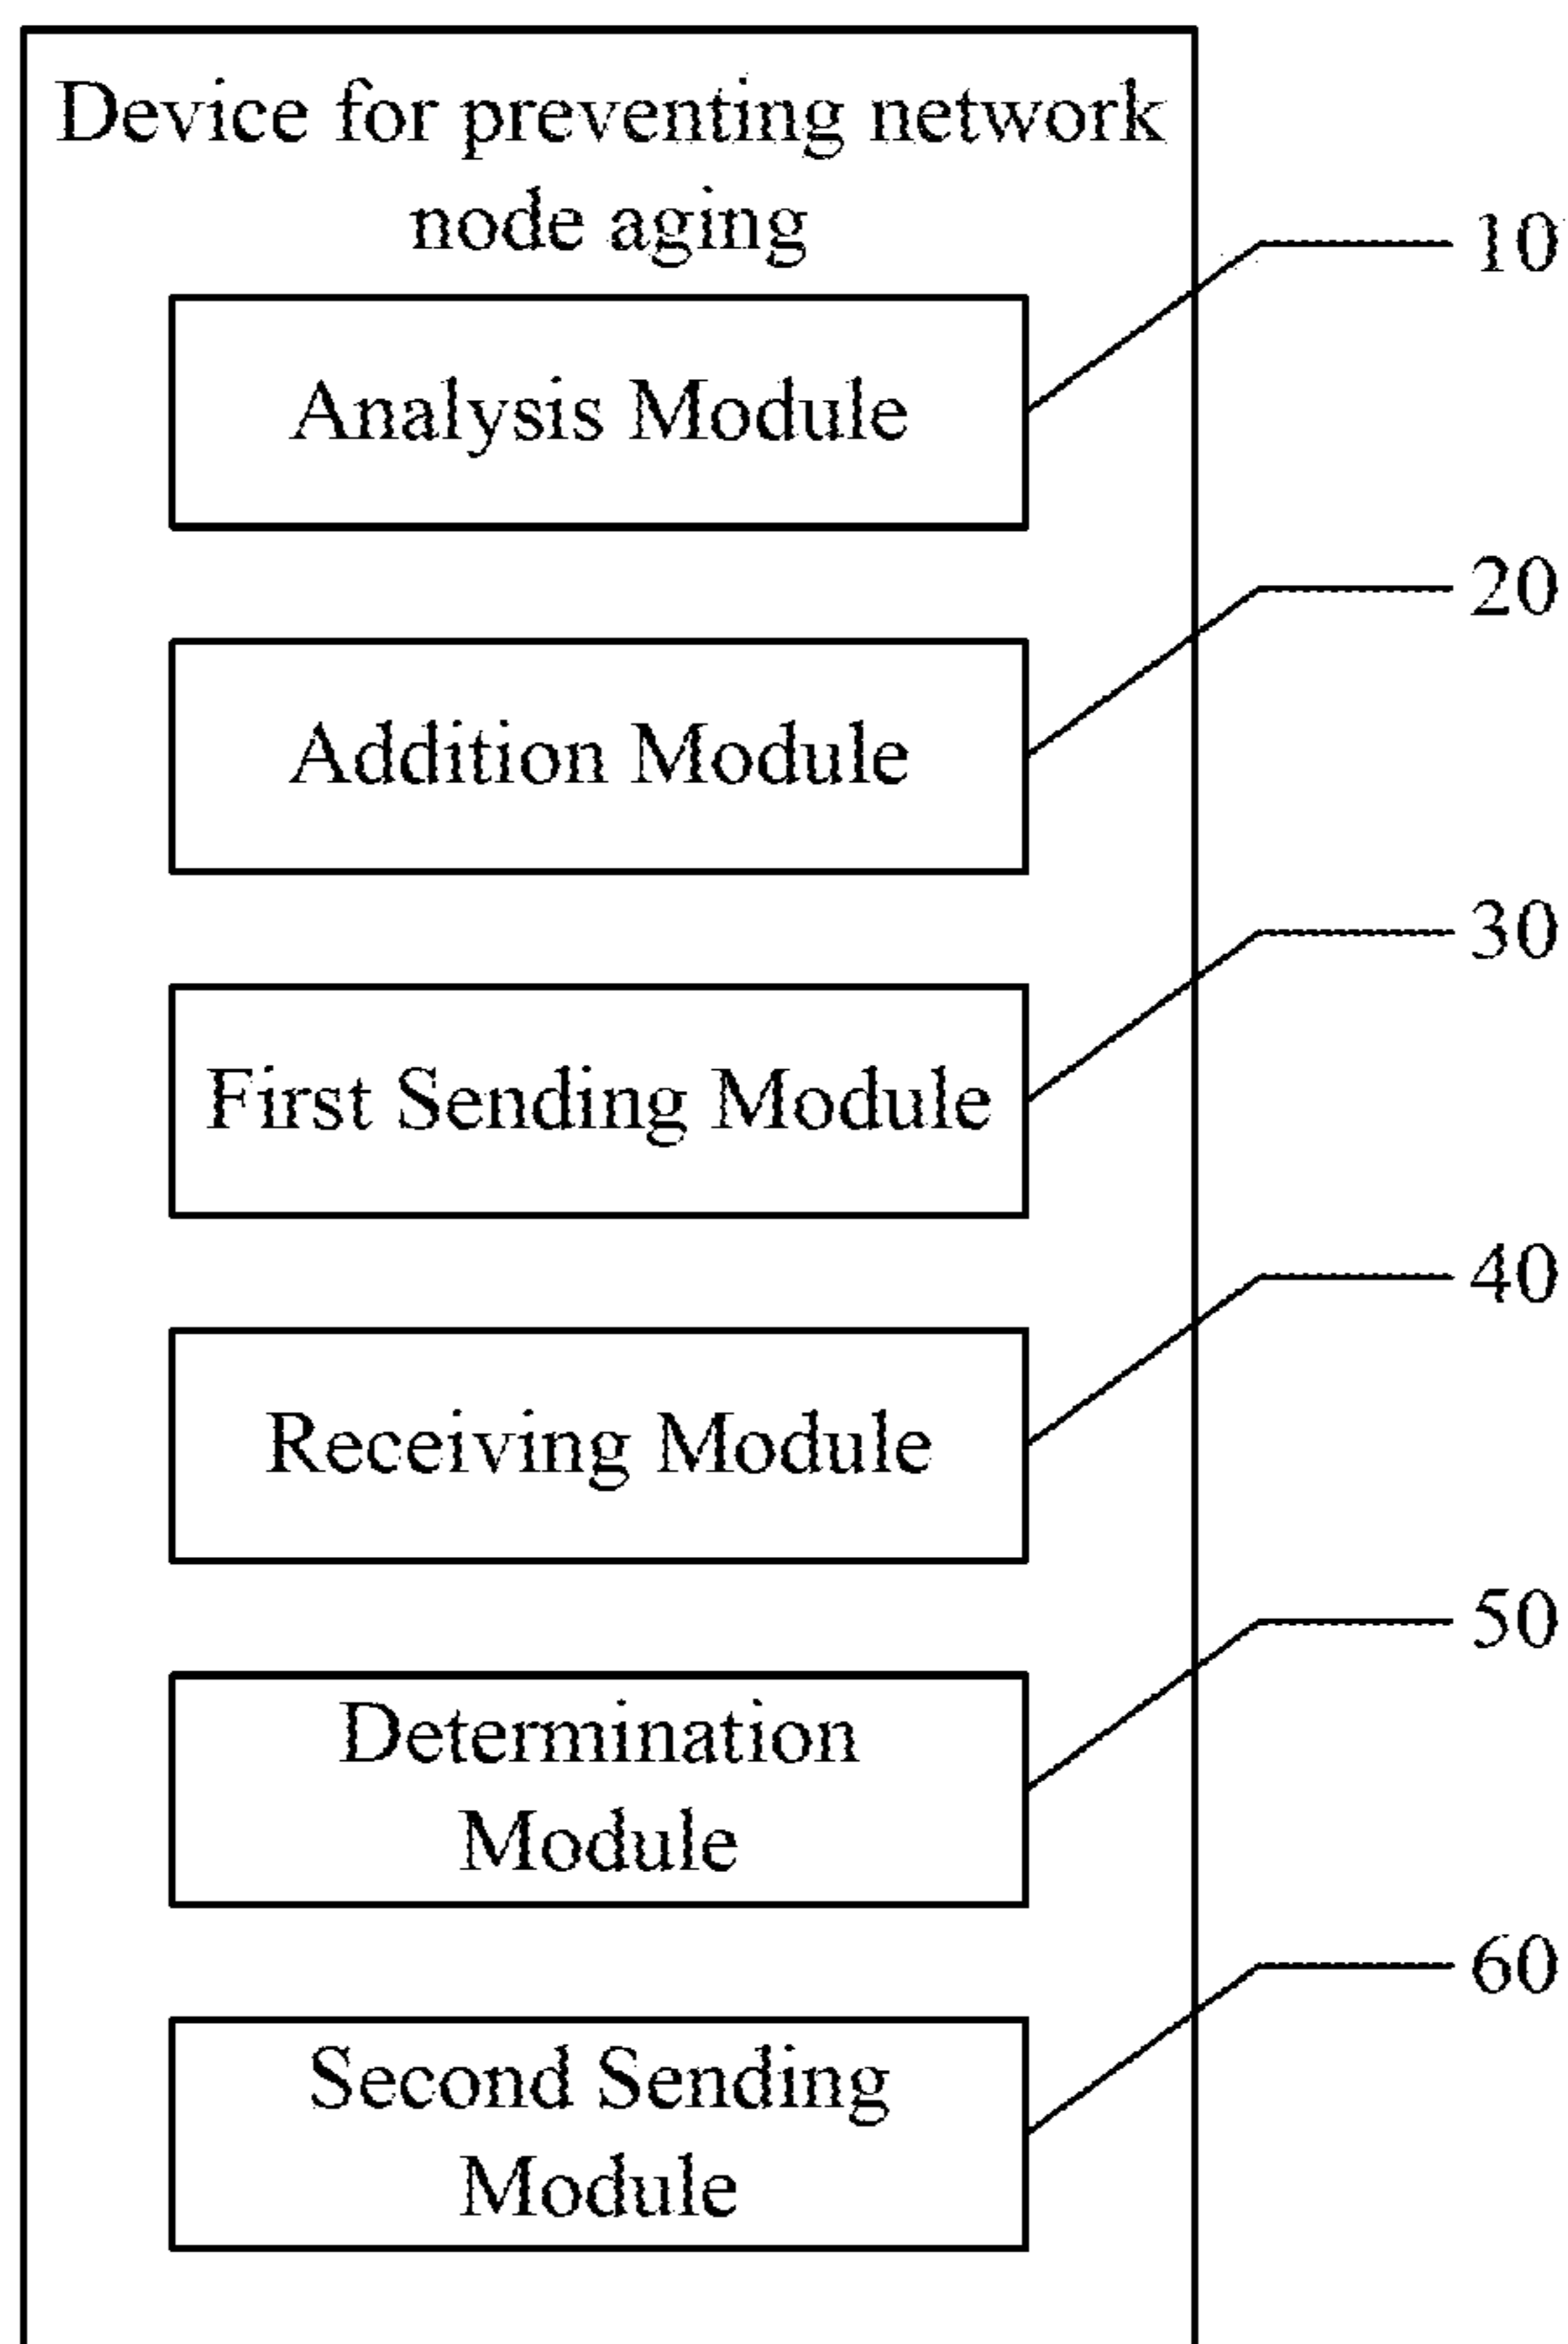 Device for preventing network
node aging
10
Analysis Module
20
Addition Module
30
First Sending Module
40
Receiving Module
50
Determination
Module
60
Second Sending
Module